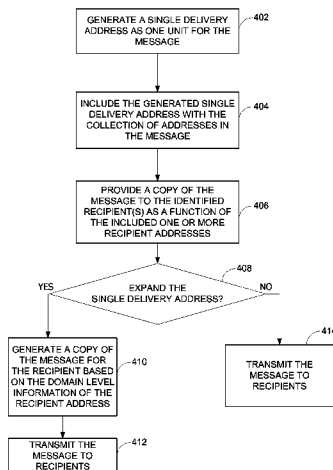 GENERATE A SINGLE DELIVERY
ADDRESS AS ONE UNIT FOR THE
MESSAGE
402
INCLUDE THE GENERATED SINGLE
DELIVERY ADDRESS WITH THE
COLLECTION OF ADDRESSES IN
THE MESSAGE
404
PROVIDE A COPY OF THE
MESSAGE TO THE IDENTIFIED
RECIPIENT(S) AS A FUNCTION OF
THE INCLUDED ONE OR MORE
RECIPIENT ADDRESSES
406
408
YES
EXPAND THE
SINGLE DELIVERY ADDRESS?
NO
GENERATE A COPY OF
THE MESSAGE FOR
THE RECIPIENT BASED
ON THE DOMAIN LEVEL
INFORMATION OF THE
RECIPIENT ADDRESS
410
414
TRANSMIT THE
MESSAGE TO
RECIPIENTS
TRANSMIT THE
MESSAGE TO
RECIPIENTS
412